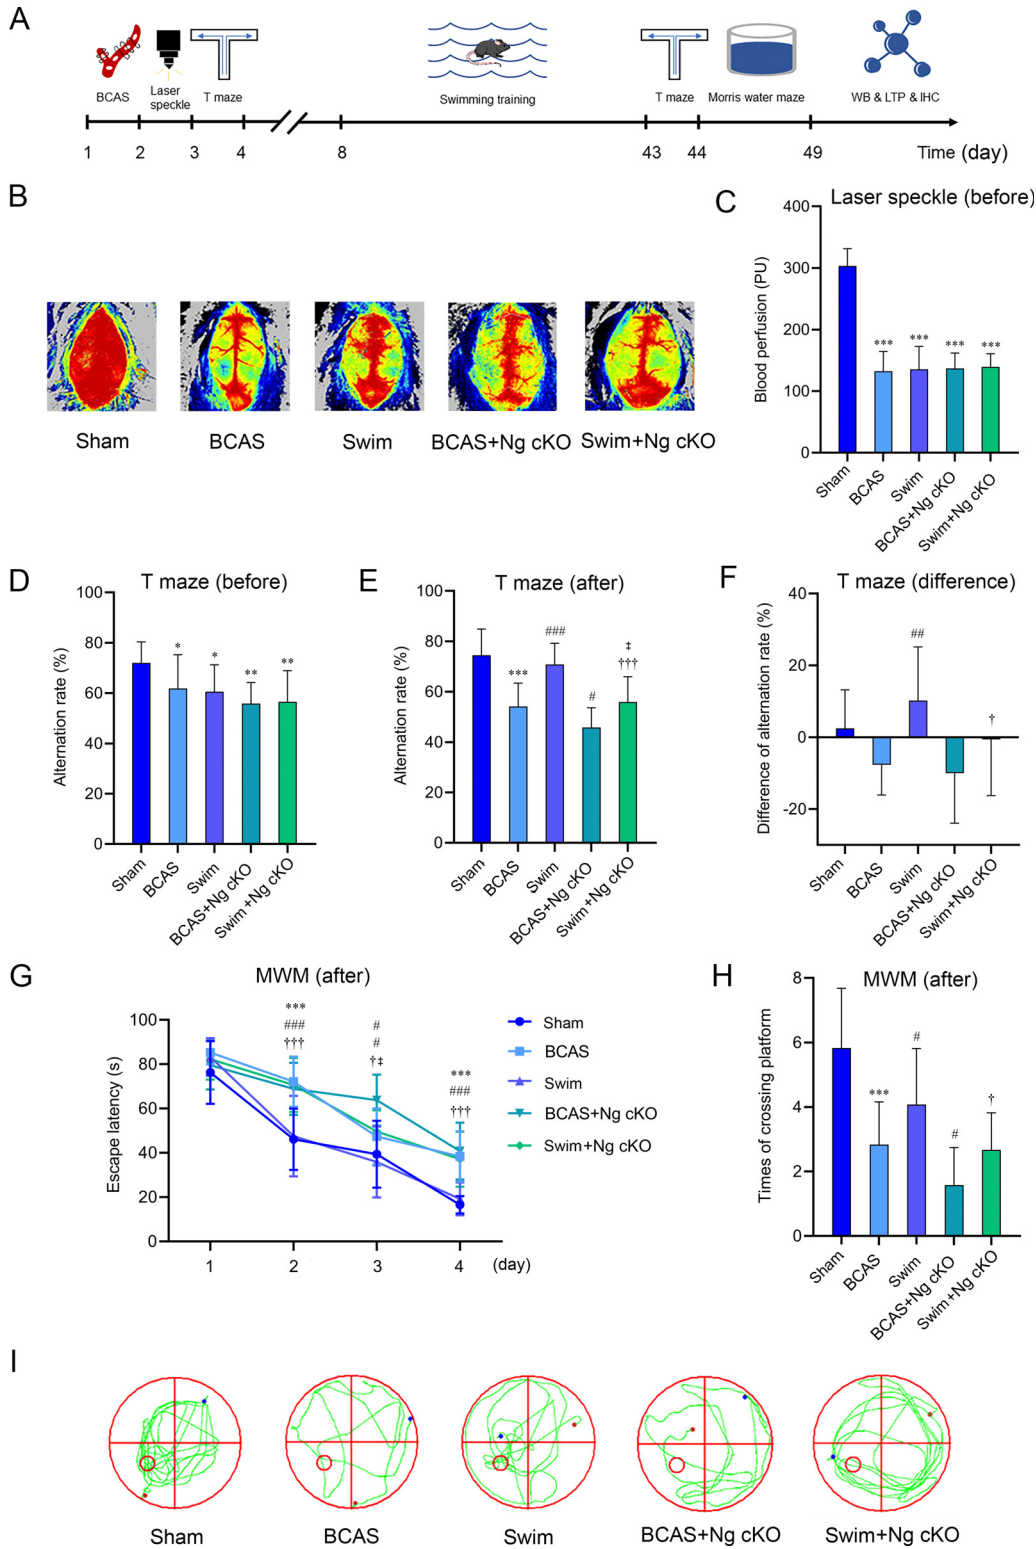 A
BCAS
Laser
speckle
T maze
Swimming training
T maze
Morris water maze
WB & LTP & IHC
1
2
3
4
8
43
44
49
Time (day)
B
Sham
BCAS
Swim
BCAS+Ng cKO
Swim+Ng cKO
C
Laser speckle (before)
Blood perfusion (PU)
400
300
200
100
0
***
***
***
***
Sham
BCAS
Swim
BCAS+Ng cKO
Swim+Ng cKO
D
T maze (before)
Alternation rate (%)
100
80
60
40
20
0
*
*
**
**
Sham
BCAS
Swim
BCAS+Ng cKO
Swim+Ng cKO
E
T maze (after)
Alternation rate (%)
100
80
60
40
20
0
***
###
#
‡
†††
Sham
BCAS
Swim
BCAS+Ng cKO
Swim+Ng cKO
F
T maze (difference)
Difference of alternation rate (%)
40
20
0
-20
##
†
Sham
BCAS
Swim
BCAS+Ng cKO
Swim+Ng cKO
G
MWM (after)
Escape latency (s)
100
80
60
40
20
0
***
###
†††
#
#
†‡
***
###
†††
1
2
3
4
(day)
Sham
BCAS
Swim
BCAS+Ng cKO
Swim+Ng cKO
H
MWM (after)
Times of crossing platform
8
6
4
2
0
***
#
#
†
Sham
BCAS
Swim
BCAS+Ng cKO
Swim+Ng cKO
I
Sham
BCAS
Swim
BCAS+Ng cKO
Swim+Ng cKO